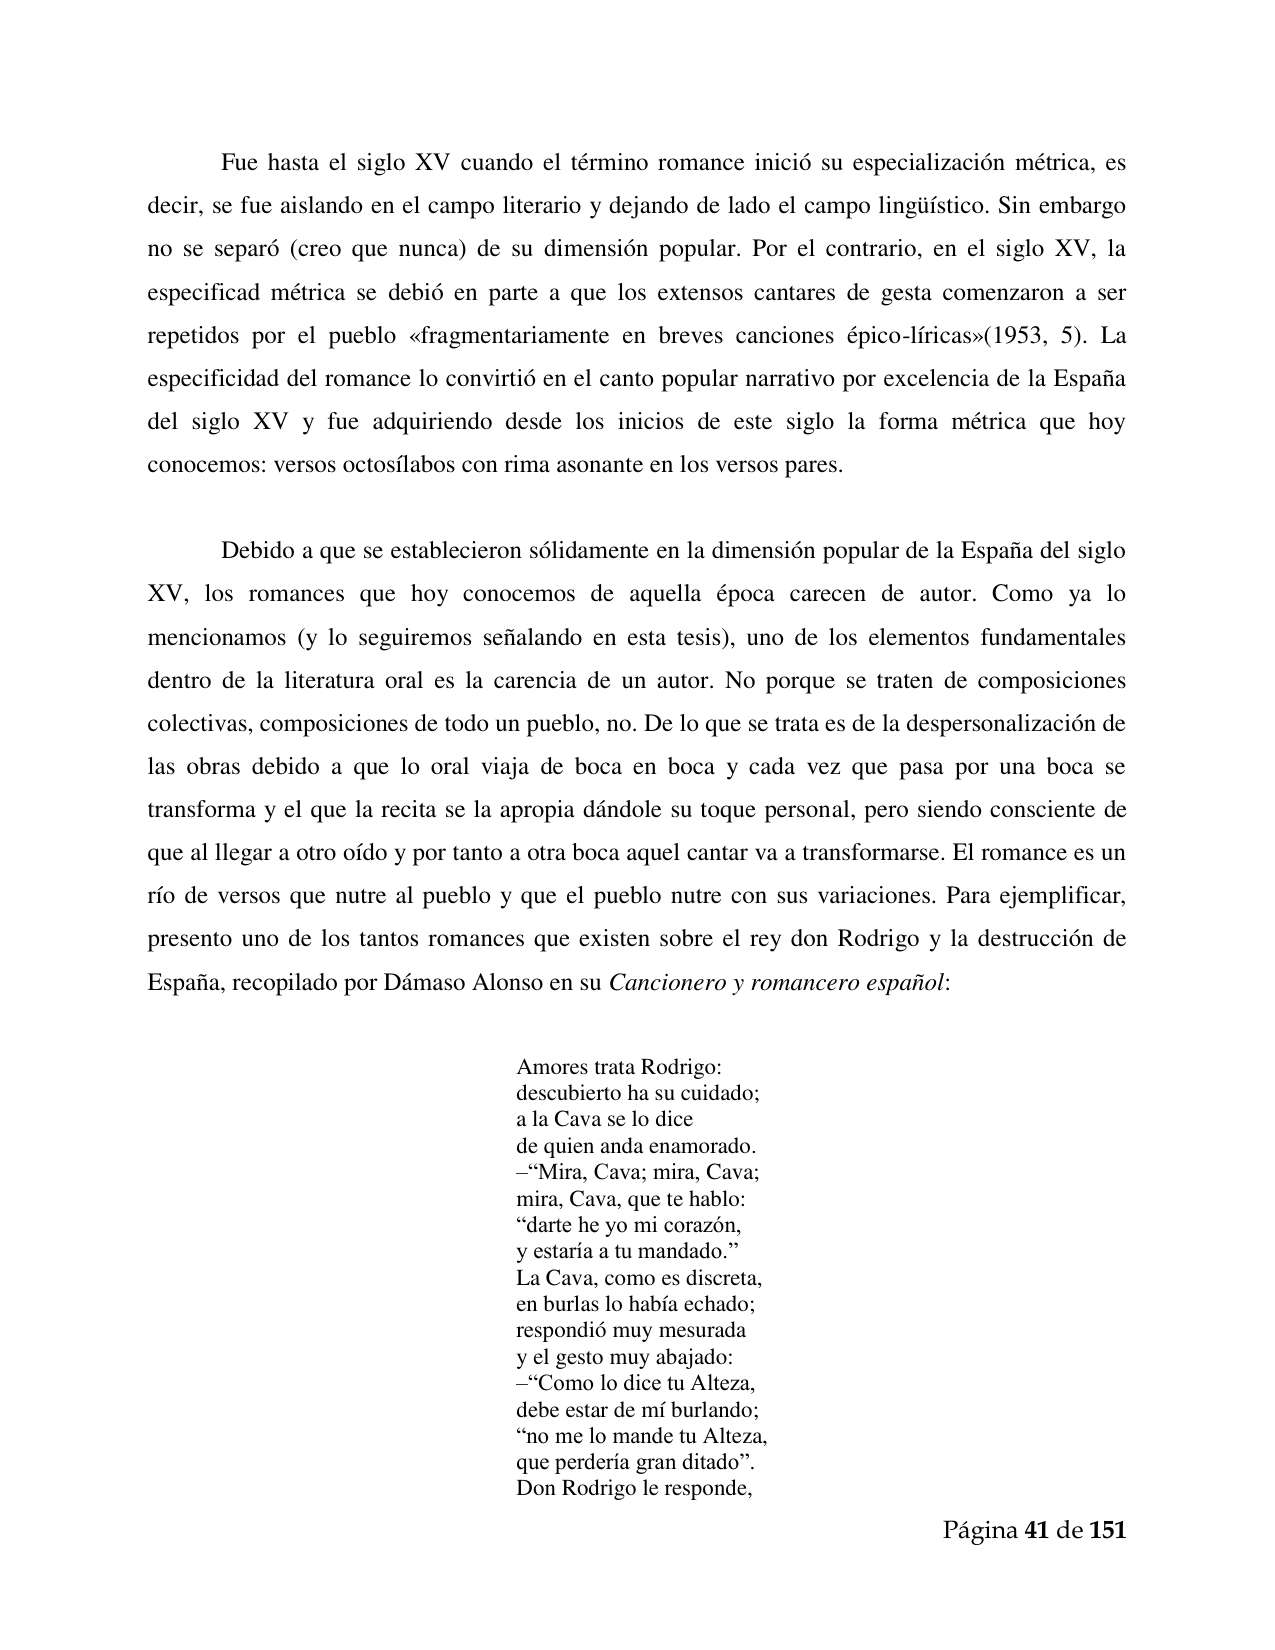 Fue hasta el siglo XV cuando el término romance inició su especialización métrica, es
decir, se fue aislando en el campo literario y dejando de lado el campo lingüístico. Sin embargo
no se separó (creo que nunca) de su dimensión popular. Por el contrario, en el siglo XV, la
especificad métrica se debió en parte a que los extensos cantares de gesta comenzaron a ser
repetidos por el pueblo «fragmentariamente en breves canciones épico-líricas»(1953, 5). La
especificidad del romance lo convirtió en el canto popular narrativo por excelencia de la España
del siglo XV y fue adquiriendo desde los inicios de este siglo la forma métrica que hoy
conocemos: versos octosílabos con rima asonante en los versos pares.
Debido a que se establecieron sólidamente en la dimensión popular de la España del siglo
XV, los romances que hoy conocemos de aquella época carecen de autor. Como ya lo
mencionamos (y lo seguiremos señalando en esta tesis), uno de los elementos fundamentales
dentro de la literatura oral es la carencia de un autor. No porque se traten de composiciones
colectivas, composiciones de todo un pueblo, no. De lo que se trata es de la despersonalización de
las obras debido a que lo oral viaja de boca en boca y cada vez que pasa por una boca se
transforma y el que la recita se la apropia dándole su toque personal, pero siendo consciente de
que al llegar a otro oído y por tanto a otra boca aquel cantar va a transformarse. El romance es un
río de versos que nutre al pueblo y que el pueblo nutre con sus variaciones. Para ejemplificar,
presento uno de los tantos romances que existen sobre el rey don Rodrigo y la destrucción de
España, recopilado por Dámaso Alonso en su Cancionero y romancero español:
Amores trata Rodrigo:
descubierto ha su cuidado;
a la Cava se lo dice
de quien anda enamorado.
–“Mira, Cava; mira, Cava;
mira, Cava, que te hablo:
“darte he yo mi corazón,
y estaría a tu mandado.”
La Cava, como es discreta,
en burlas lo había echado;
respondió muy mesurada
y el gesto muy abajado:
–“Como lo dice tu Alteza,
debe estar de mí burlando;
“no me lo mande tu Alteza,
que perdería gran ditado”.
Don Rodrigo le responde,
Página 41 de 151